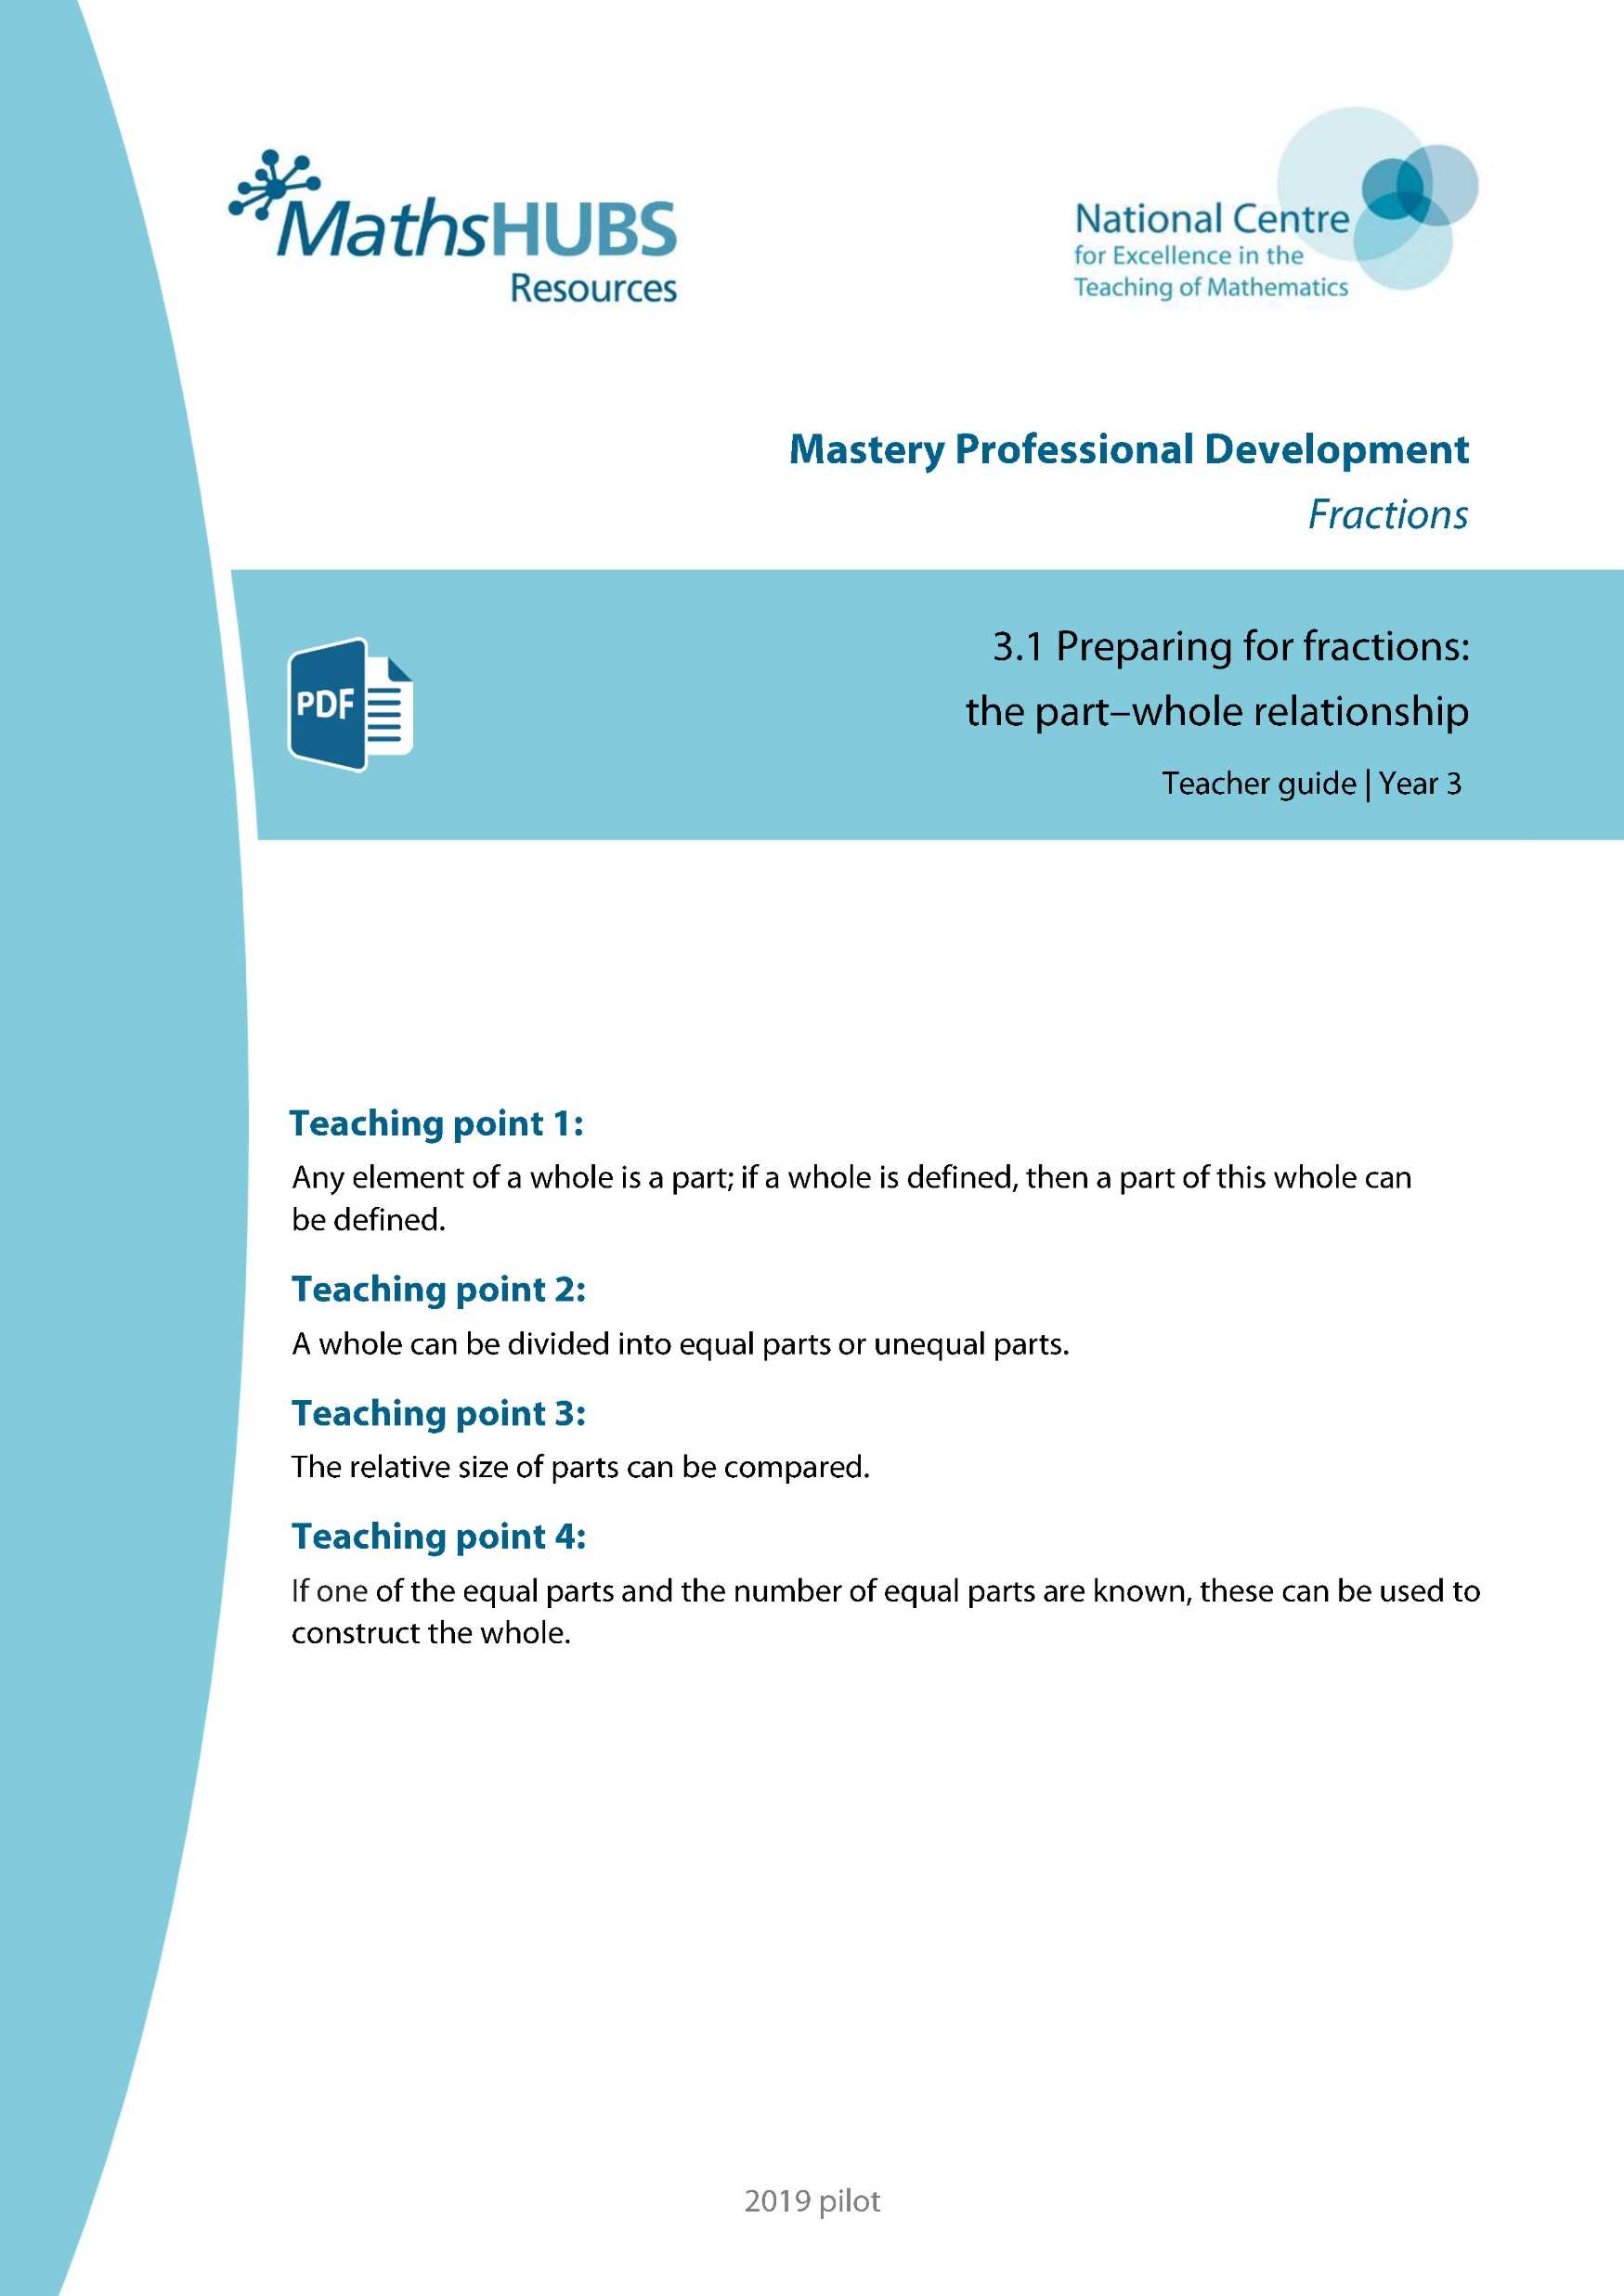 MathsHUBS
Resources
National Centre
for Excellence in the
Teaching of Mathematics
Mastery Professional Development
Fractions
PDF
3.1 Preparing for fractions:
the part–whole relationship
Teacher guide | Year 3
Teaching point 1:
Any element of a whole is a part; if a whole is defined, then a part of this whole can
be defined.
Teaching point 2:
A whole can be divided into equal parts or unequal parts.
Teaching point 3:
The relative size of parts can be compared.
Teaching point 4:
If one of the equal parts and the number of equal parts are known, these can be used to
construct the whole.
2019 pilot